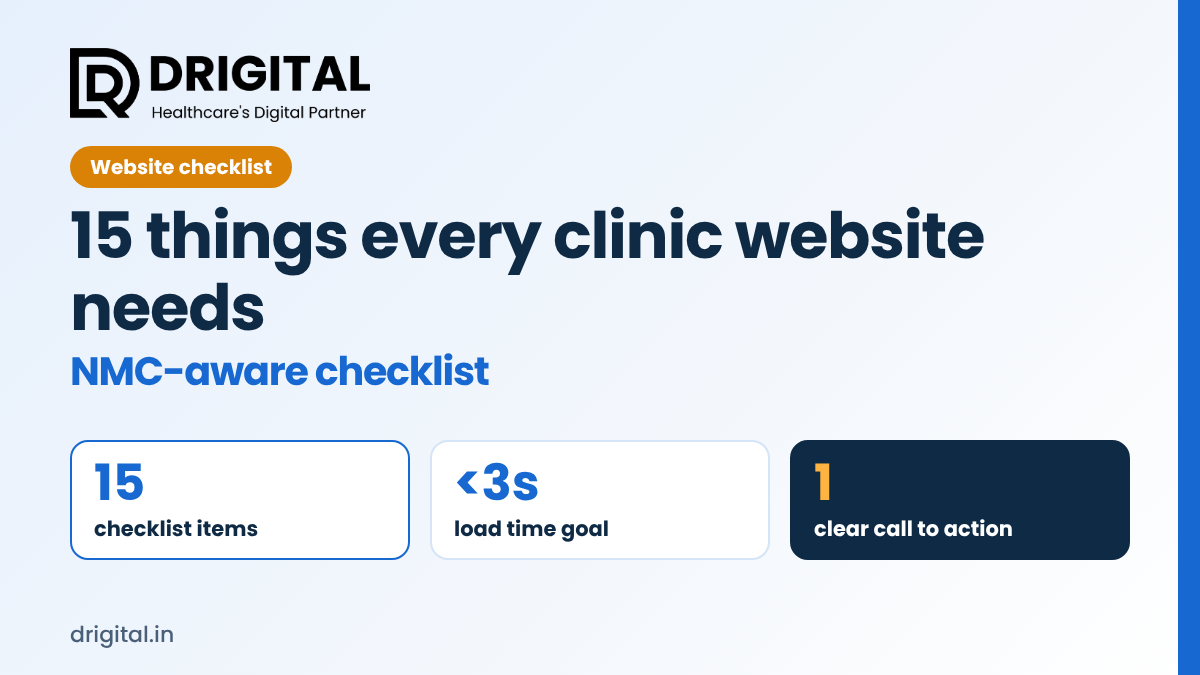 DRIGITAL
Healthcare's Digital Partner
Website checklist
15 things every clinic website
needs
NMC-aware checklist
15
checklist items
<3s
load time goal
1
clear call to action
drigital.in